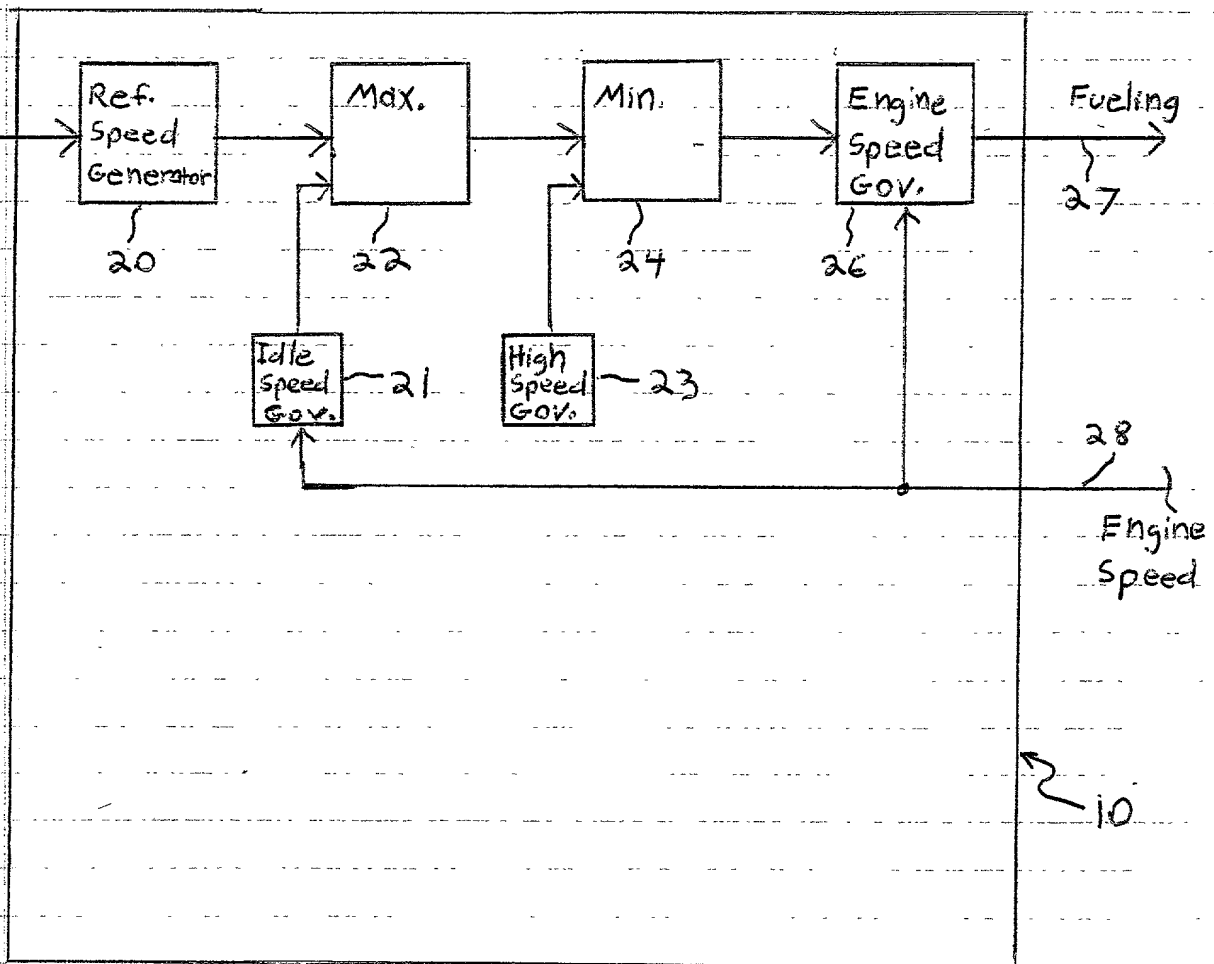 Ref.
Speed
Generator
Max.
Min.
Engine
Speed
Gov.
Fueling
20
22
24
26
27
Idle
Speed
Gov.
21
High
Speed
Gov.
23
28
Engine
Speed
10